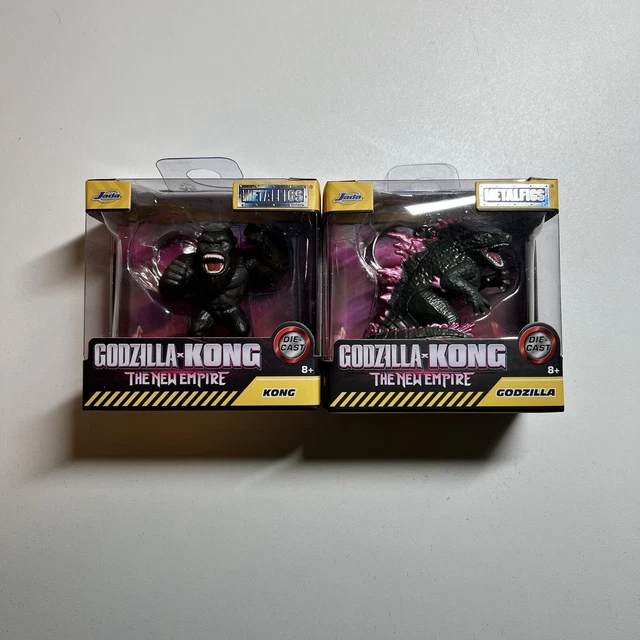 Jada
METALFIGS
GODZILLA x KONG
THE NEW EMPIRE
DIE-
CAST
8+
KONG
Jada
METALFIGS
GODZILLA x KONG
THE NEW EMPIRE
DIE-
CAST
8+
GODZILLA